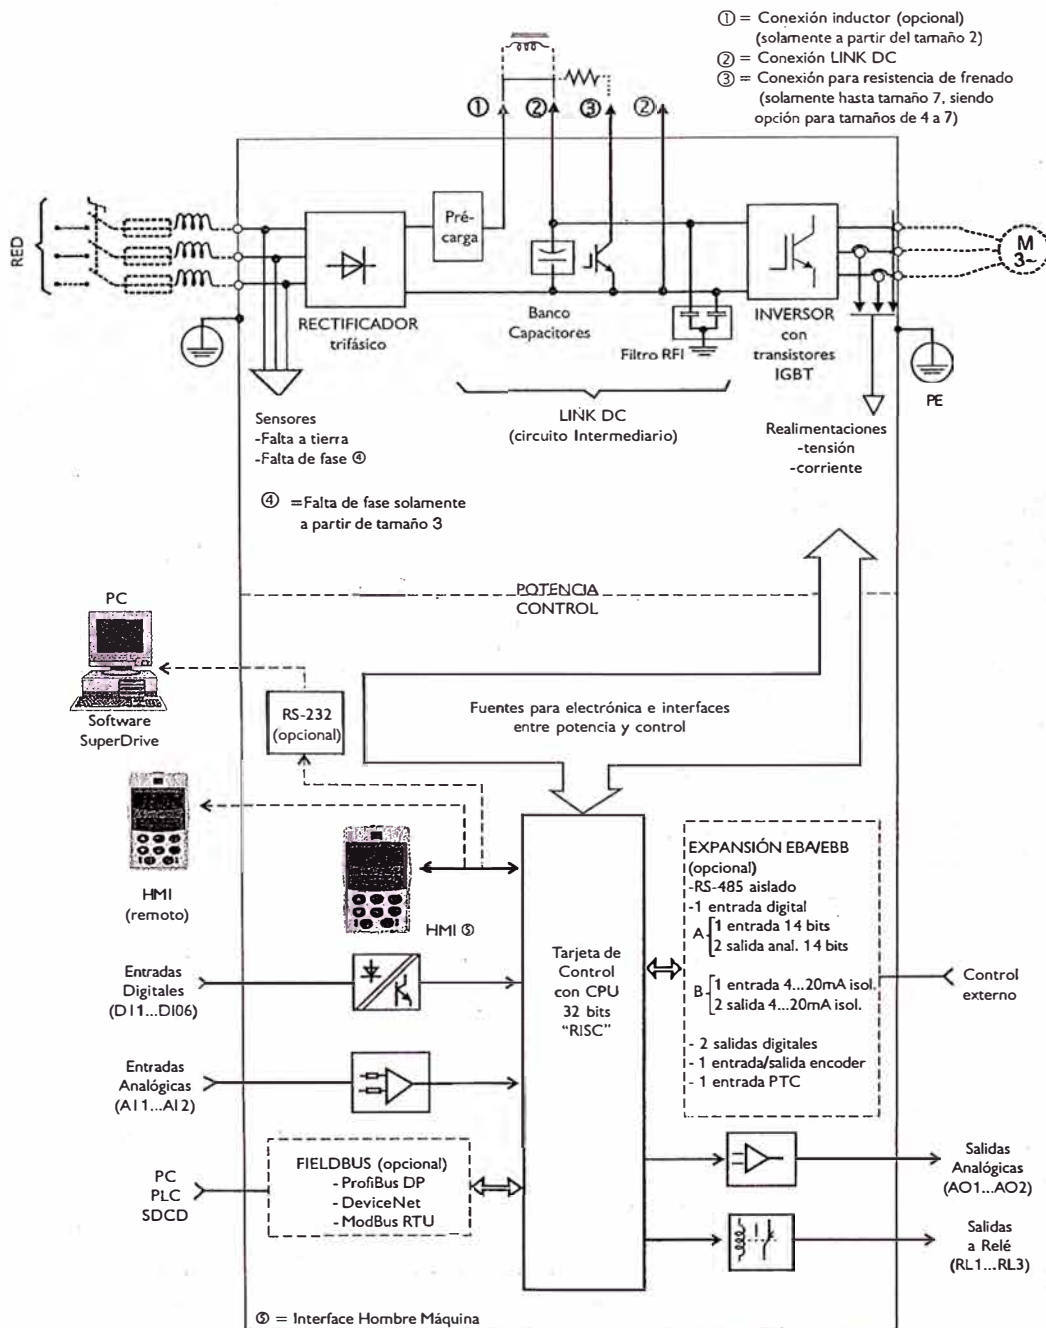 ① = Conexión inductor (opcional)
(solamente a partir del tamaño 2)
② = Conexión LINK DC
③ = Conexión para resistencia de frenado
(solamente hasta tamaño 7, siendo
opción para tamaños de 4 a 7)
① ② ③ ②
RED
Pré-
carga
M
3~
RECTIFICADOR
trifásico
Banco
Capacitores
Filtro RFI
INVERSOR
con
transistores
IGBT
PE
LINK DC
(circuito Intermediario)
Sensores
-Falta a tierra
-Falta de fase ④
Realimentaciones
-tensión
-corriente
④ =Falta de fase solamente
a partir de tamaño 3
POTENCIA
CONTROL
PC
Software
SuperDrive
RS-232
(opcional)
Fuentes para electrónica e interfaces
entre potencia y control
HMI
(remoto)
HMI ⑤
Tarjeta de
Control
con CPU
32 bits
"RISC"
EXPANSIÓN EBA/EBB
(opcional)
-RS-485 aislado
-1 entrada digital
A 1 entrada 14 bits
2 salida anal. 14 bits
B 1 entrada 4...20mA isol.
2 salida 4...20mA isol.
- 2 salidas digitales
- 1 entrada/salida encoder
- 1 entrada PTC
Control
externo
Entradas
Digitales
(DI1...DI06)
Entradas
Analógicas
(AI1...AI2)
PC
PLC
SDCD
FIELDBUS (opcional)
- ProfiBus DP
- DeviceNet
- ModBus RTU
Salidas
Analógicas
(AO1...AO2)
Salidas
a Relé
(RL1...RL3)
⑤ = Interface Hombre Máquina